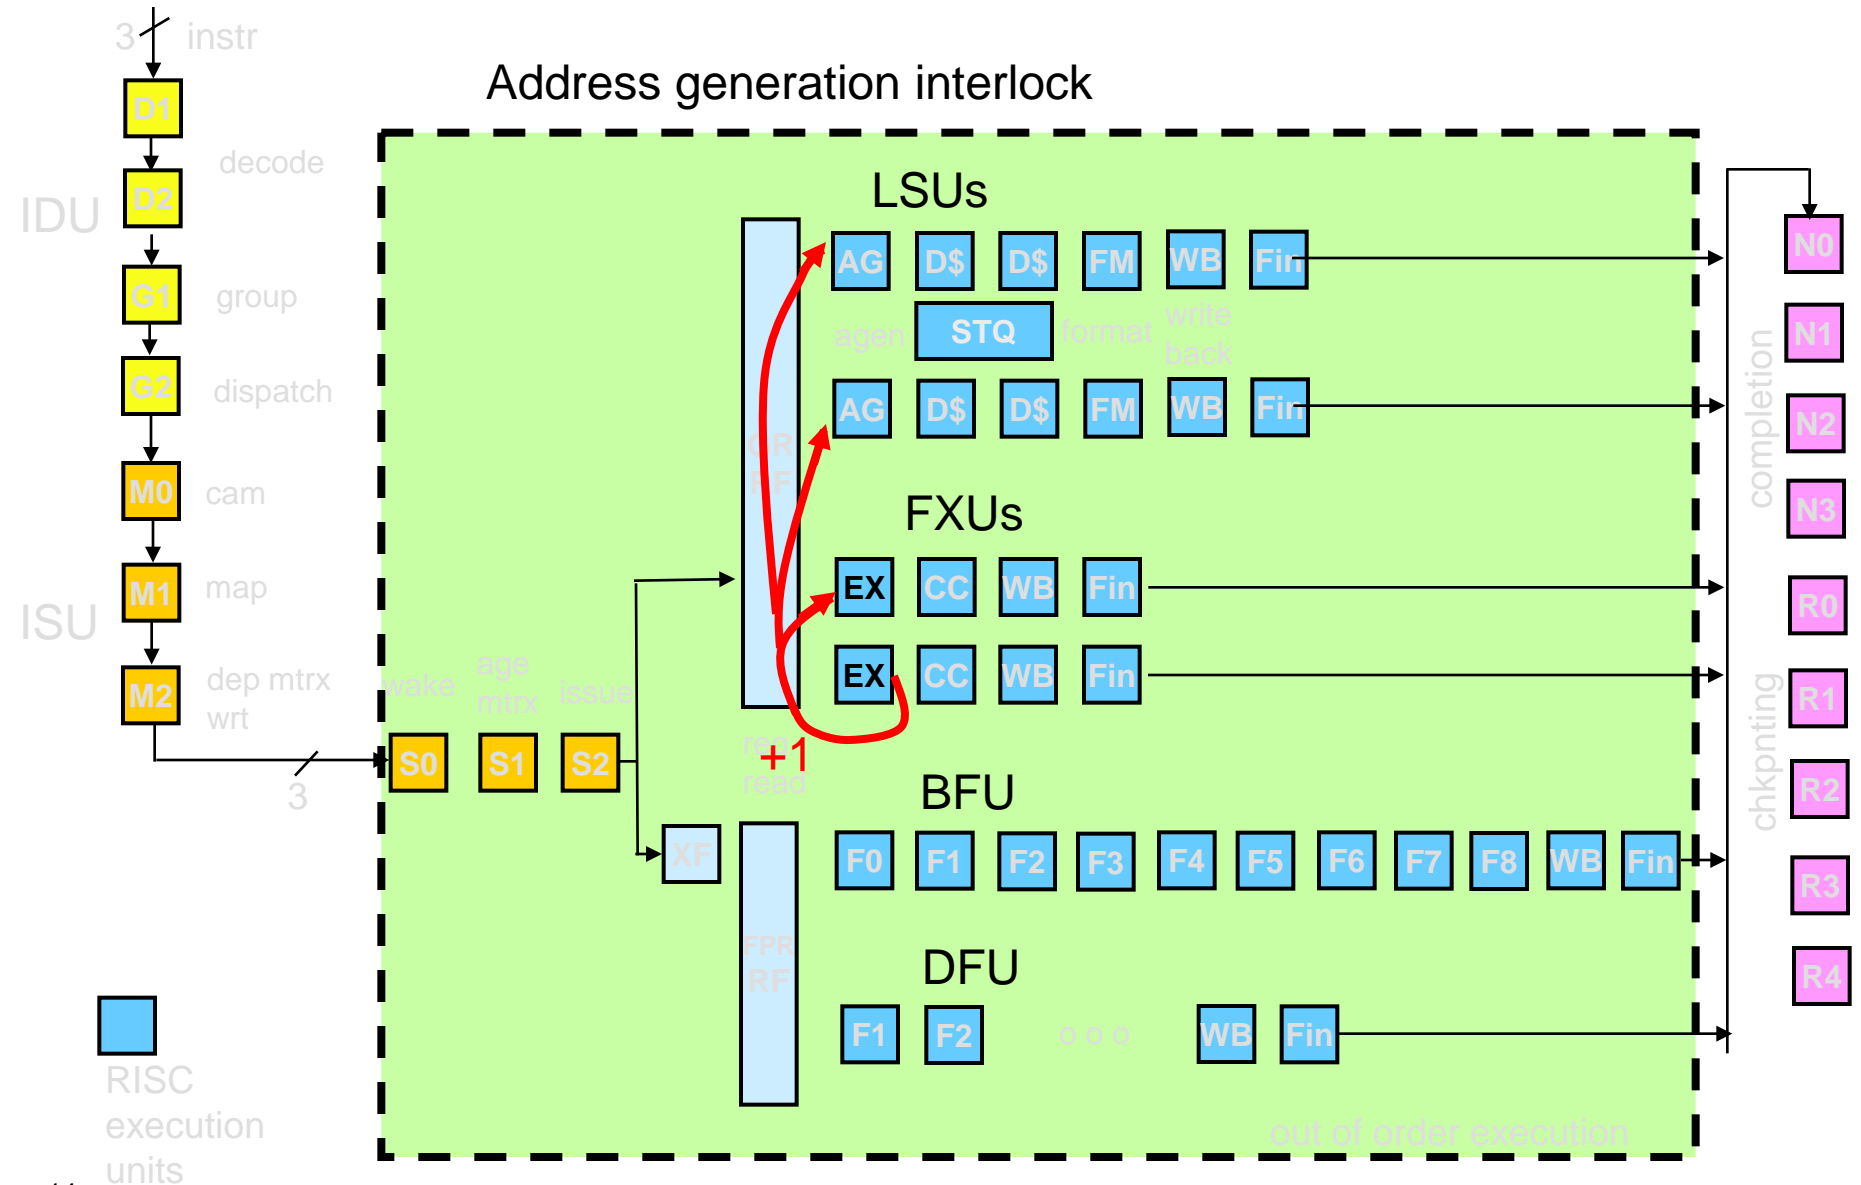 3 instr
Address generation interlock
D1
decode
D2
IDU
G1
group
G2
dispatch
M0
cam
M1
map
ISU
M2
dep mtrx
wrt
3
wake
age
mtrx
issue
S0 S1 S2
LSUs
AG D$ D$ FM WB Fin
agen
STQ
format
write
back
AG D$ D$ FM WB Fin
FXUs
EX CC WB Fin
EX CC WB Fin
+1
read
BFU
XF
F0 F1 F2 F3 F4 F5 F6 F7 F8 WB Fin
FPR
RF
DFU
F1 F2 o o o WB Fin
out of order execution
RISC
execution
units
N0
N1
N2
N3
completion
R0
R1
R2
R3
R4
chkpnting